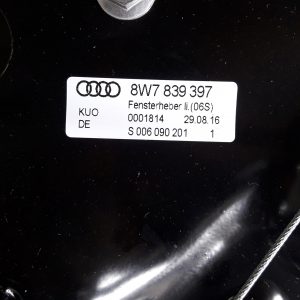 8W7 839 397
Fensterheber li.(06S)
KUO 0001814 29.08.16
DE S 006 090 201 1